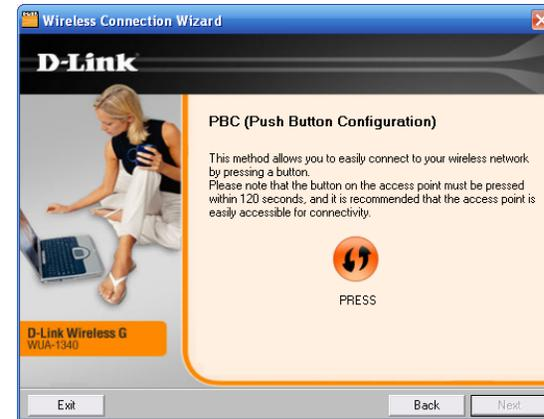 Wireless Connection Wizard
D-Link
PBC (Push Button Configuration)
This method allows you to easily connect to your wireless network
by pressing a button.
Please note that the button on the access point must be pressed
within 120 seconds, and it is recommended that the access point is
easily accessible for connectivity.
PRESS
D-Link Wireless G
WUA-1340
Exit
Back
Next